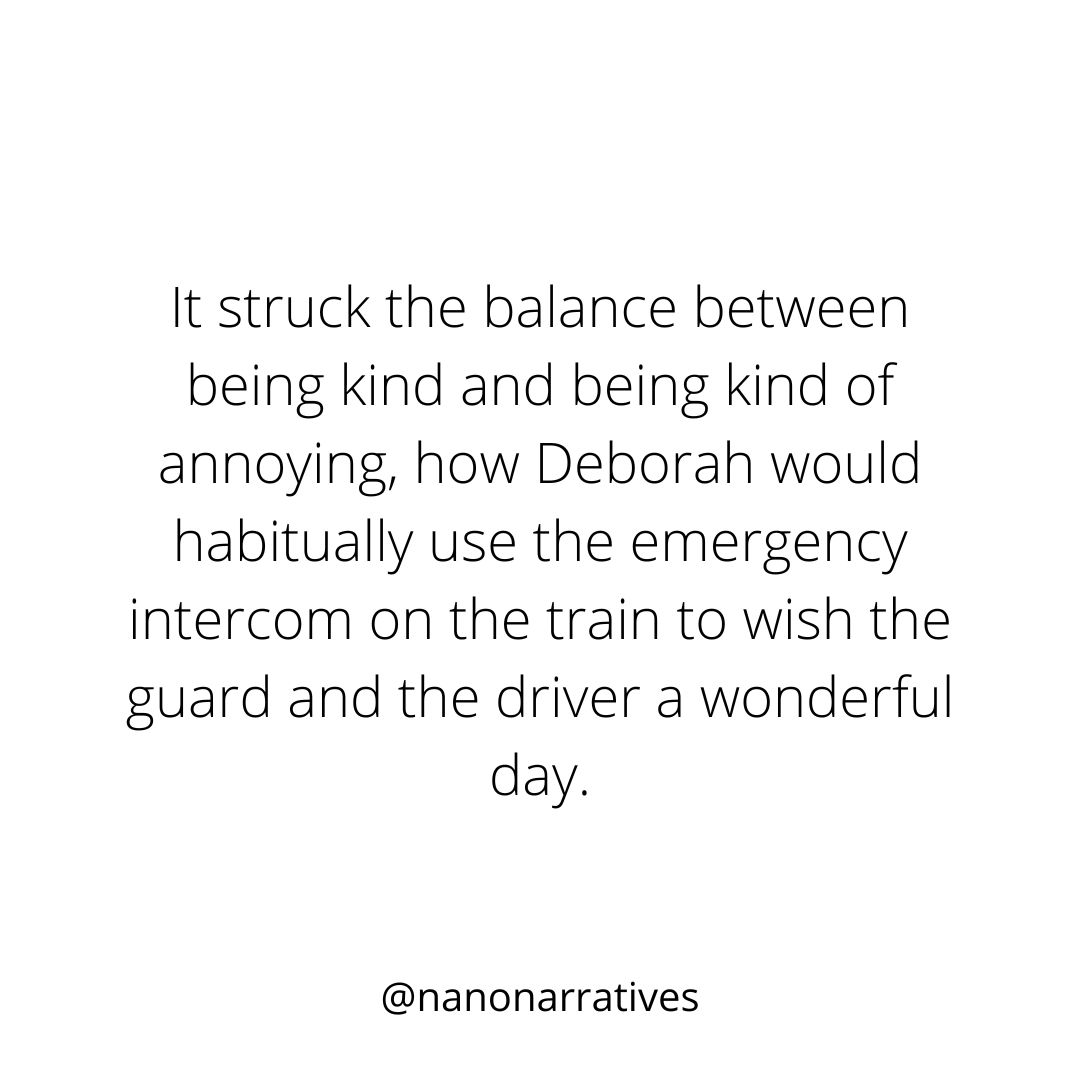 It struck the balance between
being kind and being kind of
annoying, how Deborah would
habitually use the emergency
intercom on the train to wish the
guard and the driver a wonderful
day.
@nanonarratives